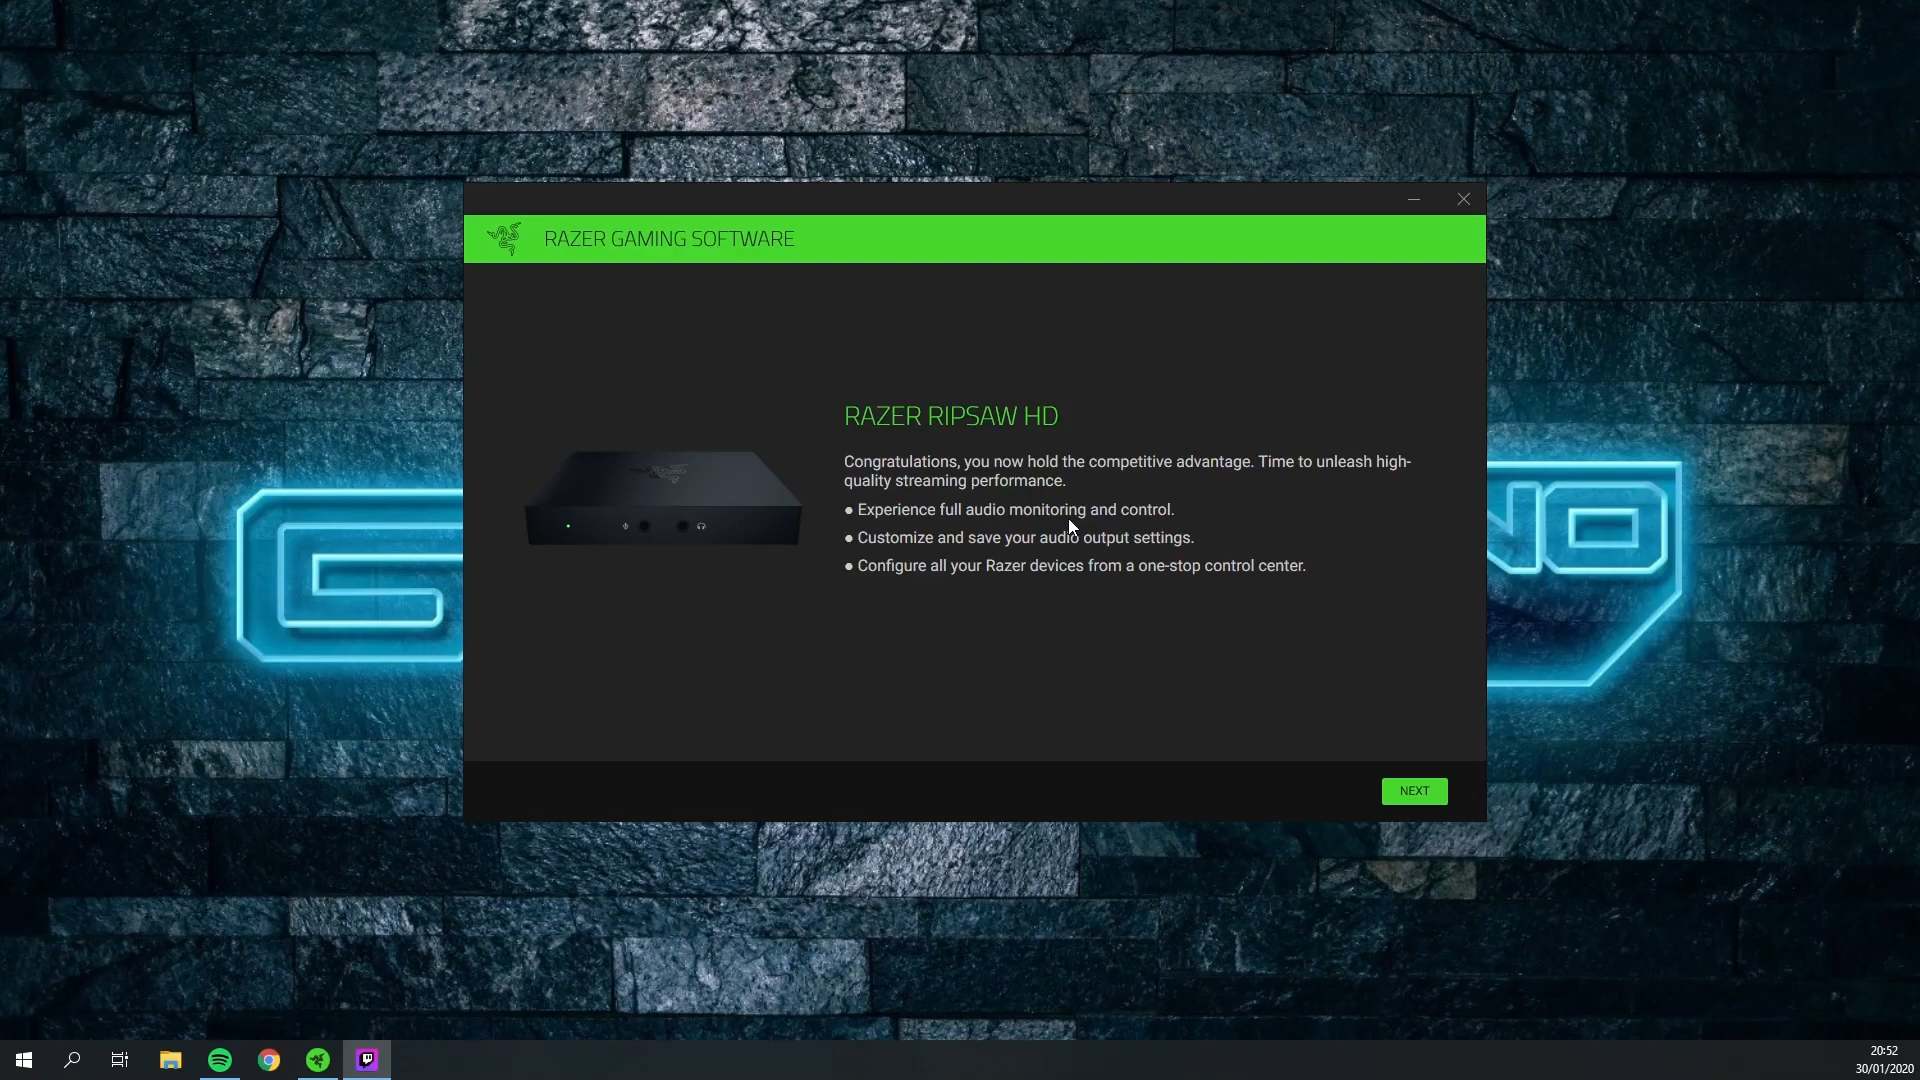 RAZER GAMING SOFTWARE
RAZER RIPSAW HD
Congratulations, you now hold the competitive advantage. Time to unleash high-
quality streaming performance.
● Experience full audio monitoring and control.
● Customize and save your audio output settings.
● Configure all your Razer devices from a one-stop control center.
NEXT
20:52
30/01/2020